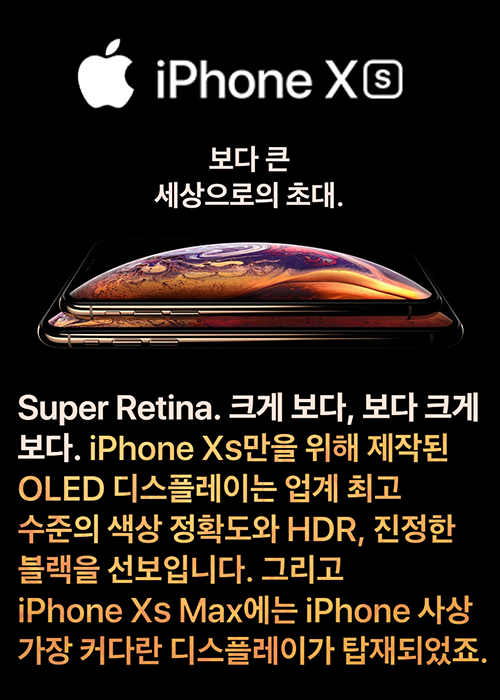 iPhone XS
보다 큰
세상으로의 초대.
Super Retina. 크게 보다, 보다 크게
보다. iPhone Xs만을 위해 제작된
OLED 디스플레이는 업계 최고
수준의 색상 정확도와 HDR, 진정한
블랙을 선보입니다. 그리고
iPhone Xs Max에는 iPhone 사상
가장 커다란 디스플레이가 탑재되었죠.